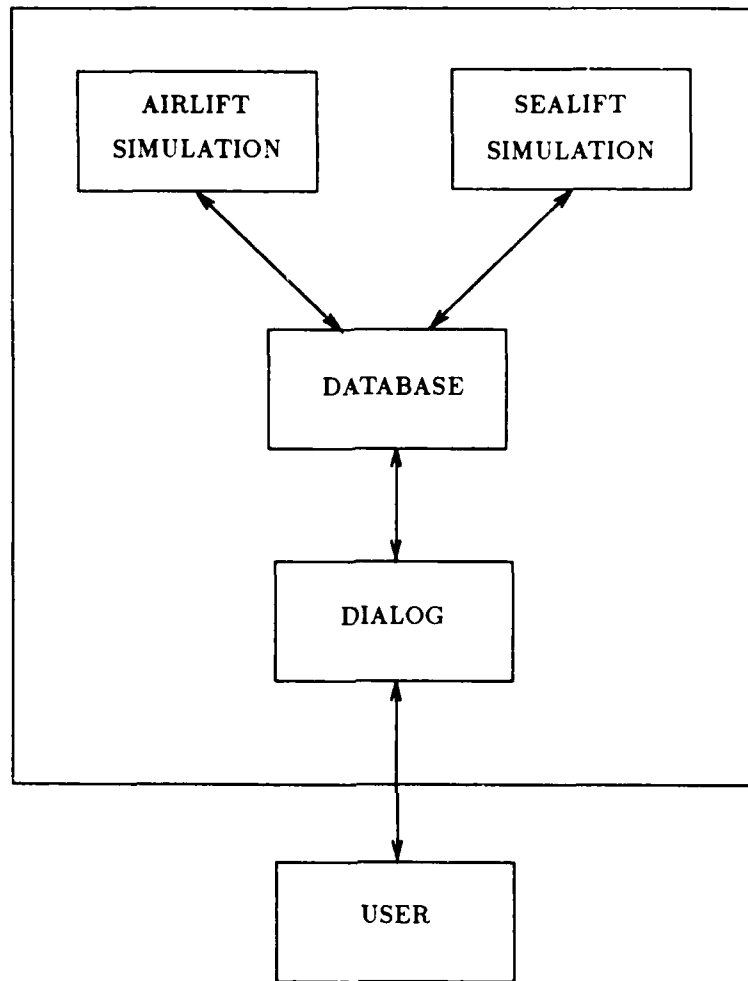 AIRLIFT
SIMULATION
SEALIFT
SIMULATION
DATABASE
DIALOG
USER